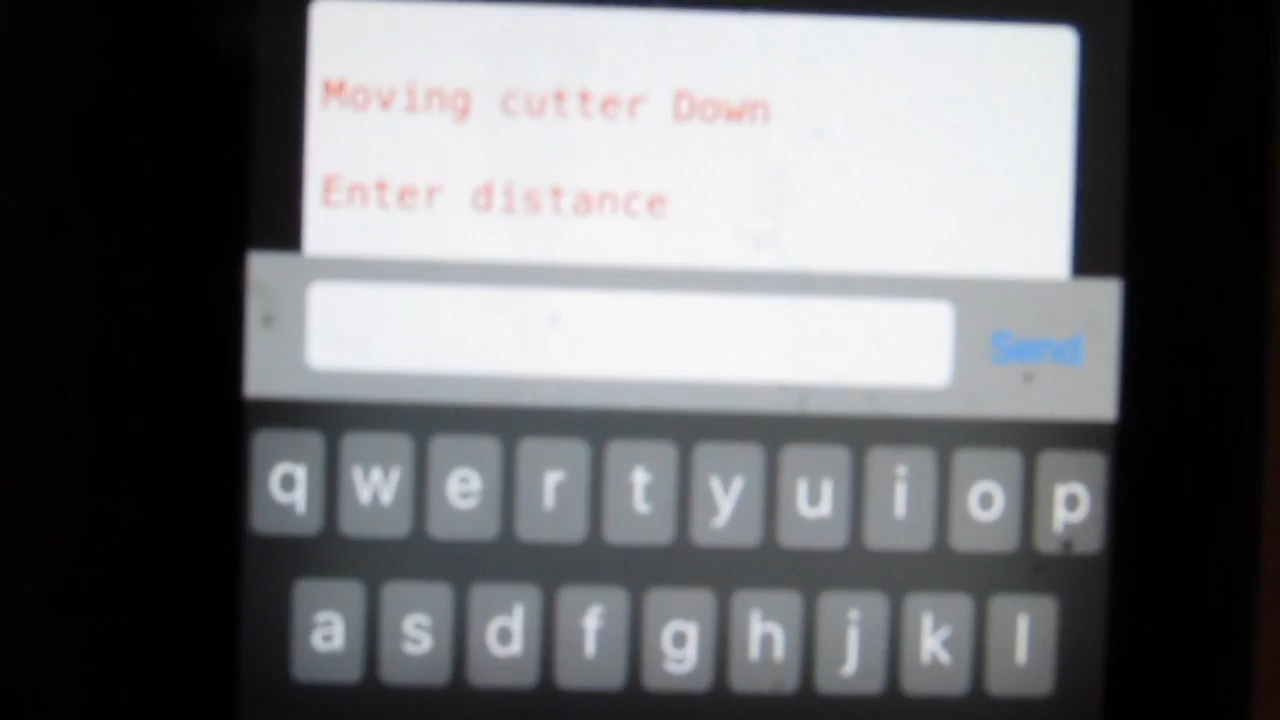 Moving cutter Down
Enter distance
Send
q w e r t y u i o p
a s d f g h j k l